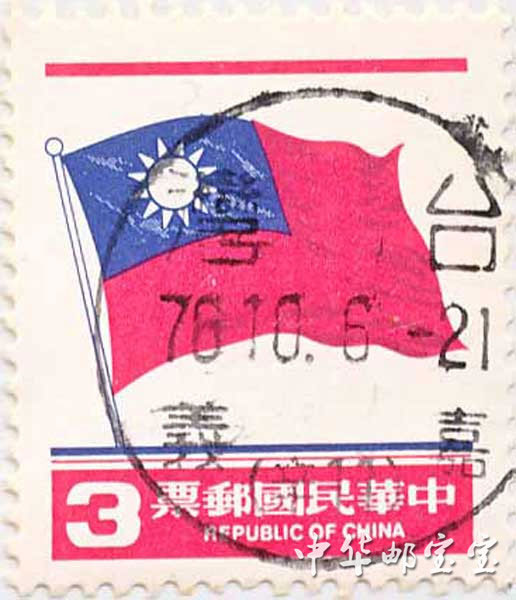 台灣
76.10.6.-21
嘉義
3 中華民國郵票
REPUBLIC OF CHINA
中华邮宝宝